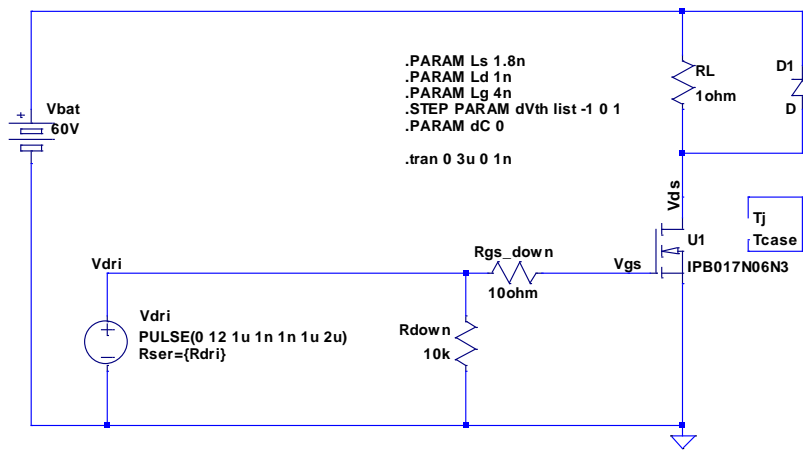 .PARAM Ls 1.8n
.PARAM Ld 1n
.PARAM Lg 4n
.STEP PARAM dVth list -1 0 1
.PARAM dC 0
.tran 0 3u 0 1n
RL
1ohm
D1
D
Vbat
60V
Vds
Tj
Tcase
U1
IPB017N06N3
Vgs
Rgs_down
10ohm
Vdri
Vdri
PULSE(0 12 1u 1n 1n 1u 2u)
Rser={Rdri}
Rdown
10k